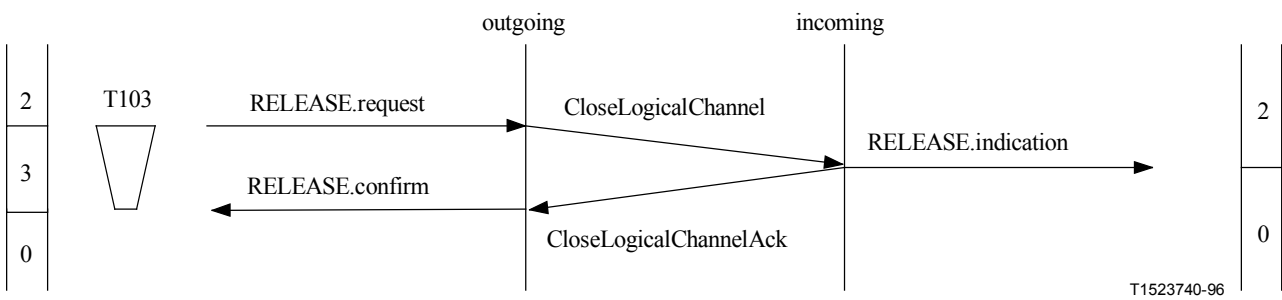 outgoing
incoming
2
T103
RELEASE.request
CloseLogicalChannel
2
RELEASE.indication
3
RELEASE.confirm
CloseLogicalChannelAck
0
0
T1523740-96